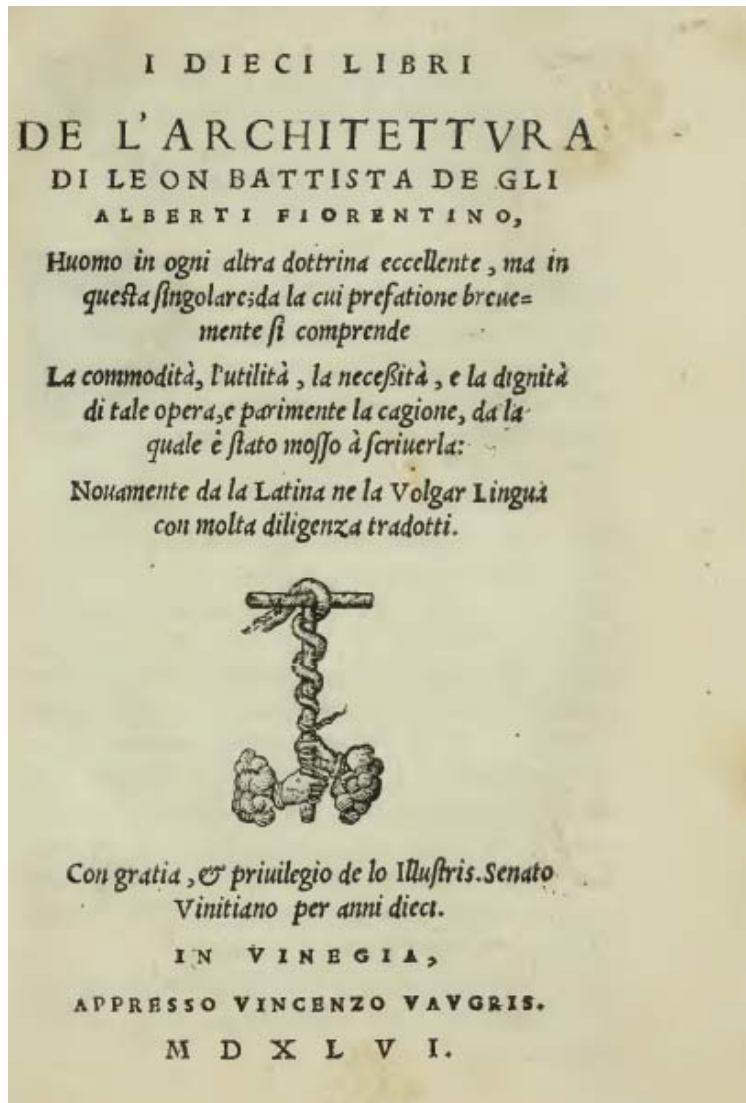 I DIECI LIBRI
DE L'ARCHITETTVRA
DI LEON BATTISTA DE GLI
ALBERTI FIORENTINO,
Huomo in ogni altra dottrina eccellente, ma in
questa singolare; da la cui prefatione breue=
mente si comprende
La commodità, l'utilità, la neceßità, e la dignità
di tale opera, e parimente la cagione, da la
quale è stato mosso à scriuerla:
Nouamente da la Latina ne la Volgar Lingua
con molta diligenza tradotti.
Con gratia, & priuilegio de lo Illustris. Senato
Vinitiano per anni dieci.
IN VINEGIA,
APPRESSO VINCENZO VAVGRIS.
M D X L V I.